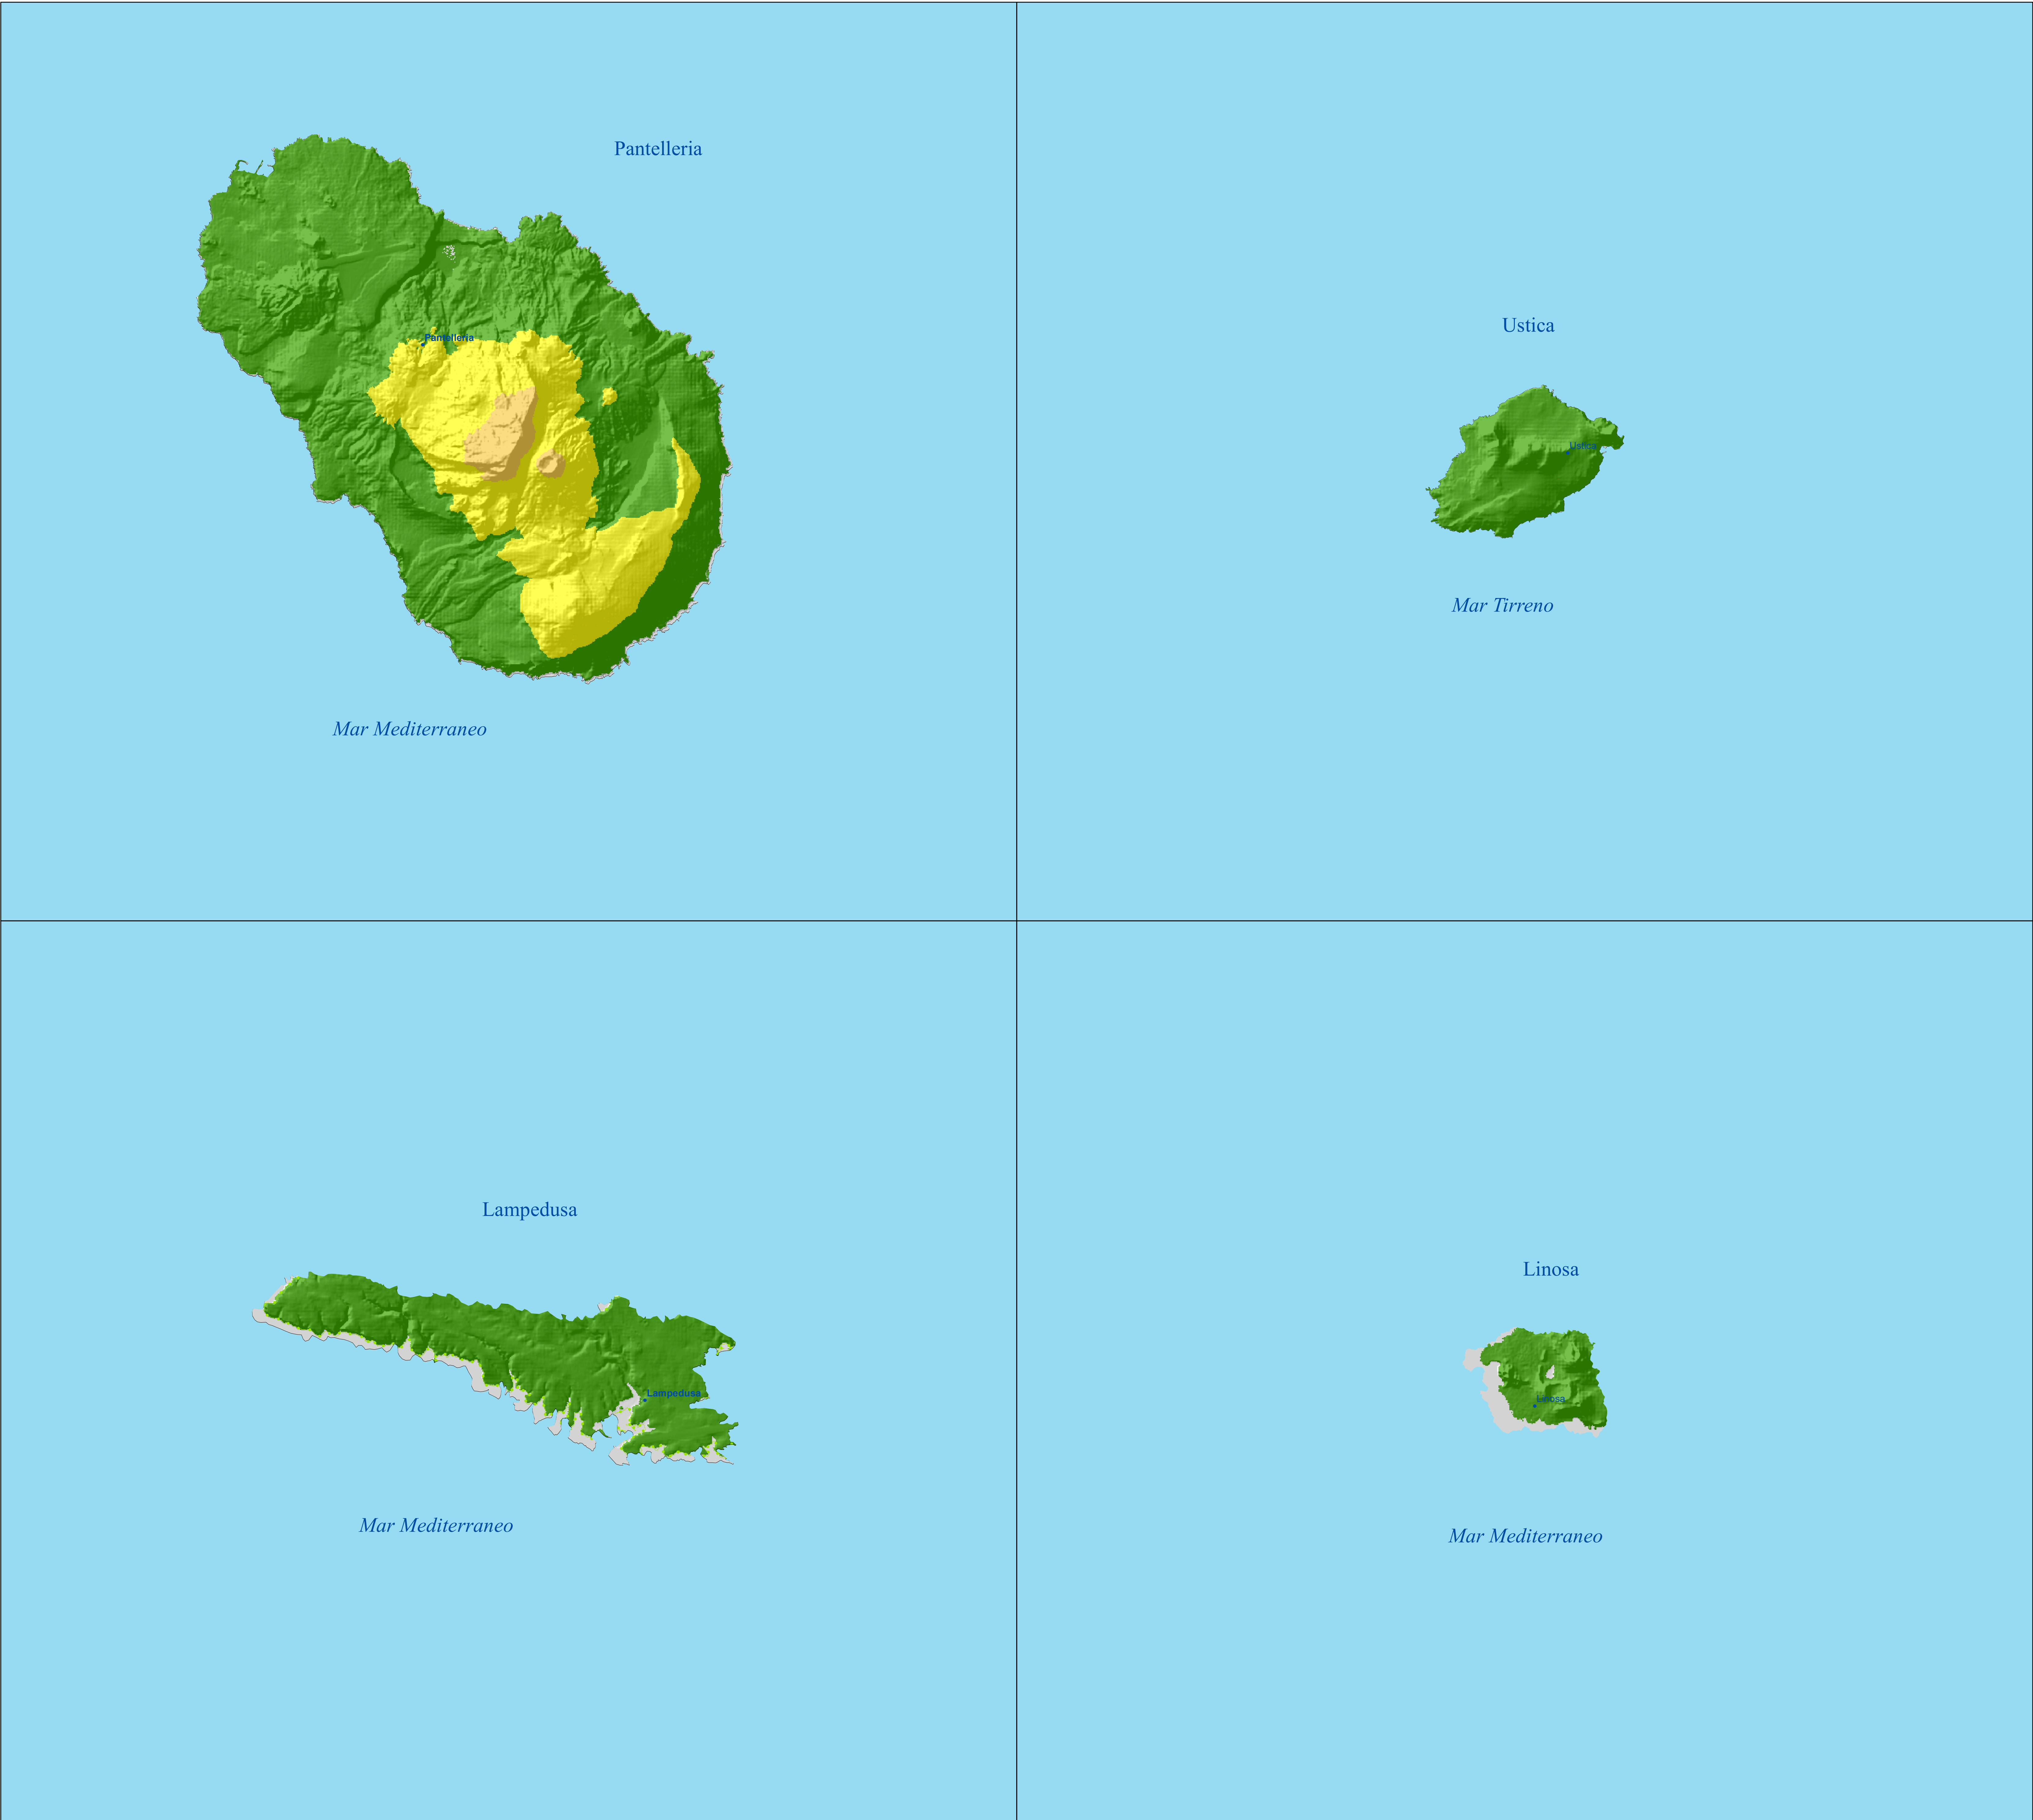 Pantelleria
Pantelleria
Mar Mediterraneo
Ustica
Ustica
Mar Tirreno
Lampedusa
Lampedusa
Mar Mediterraneo
Linosa
Linosa
Mar Mediterraneo